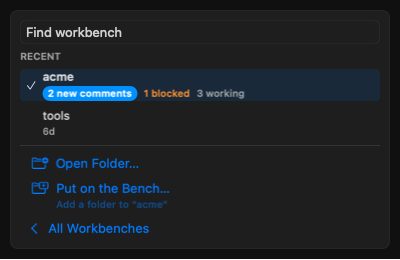 Find workbench
RECENT
acme
2 new comments 1 blocked 3 working
tools
6d
Open Folder...
Put on the Bench...
Add a folder to "acme"
All Workbenches